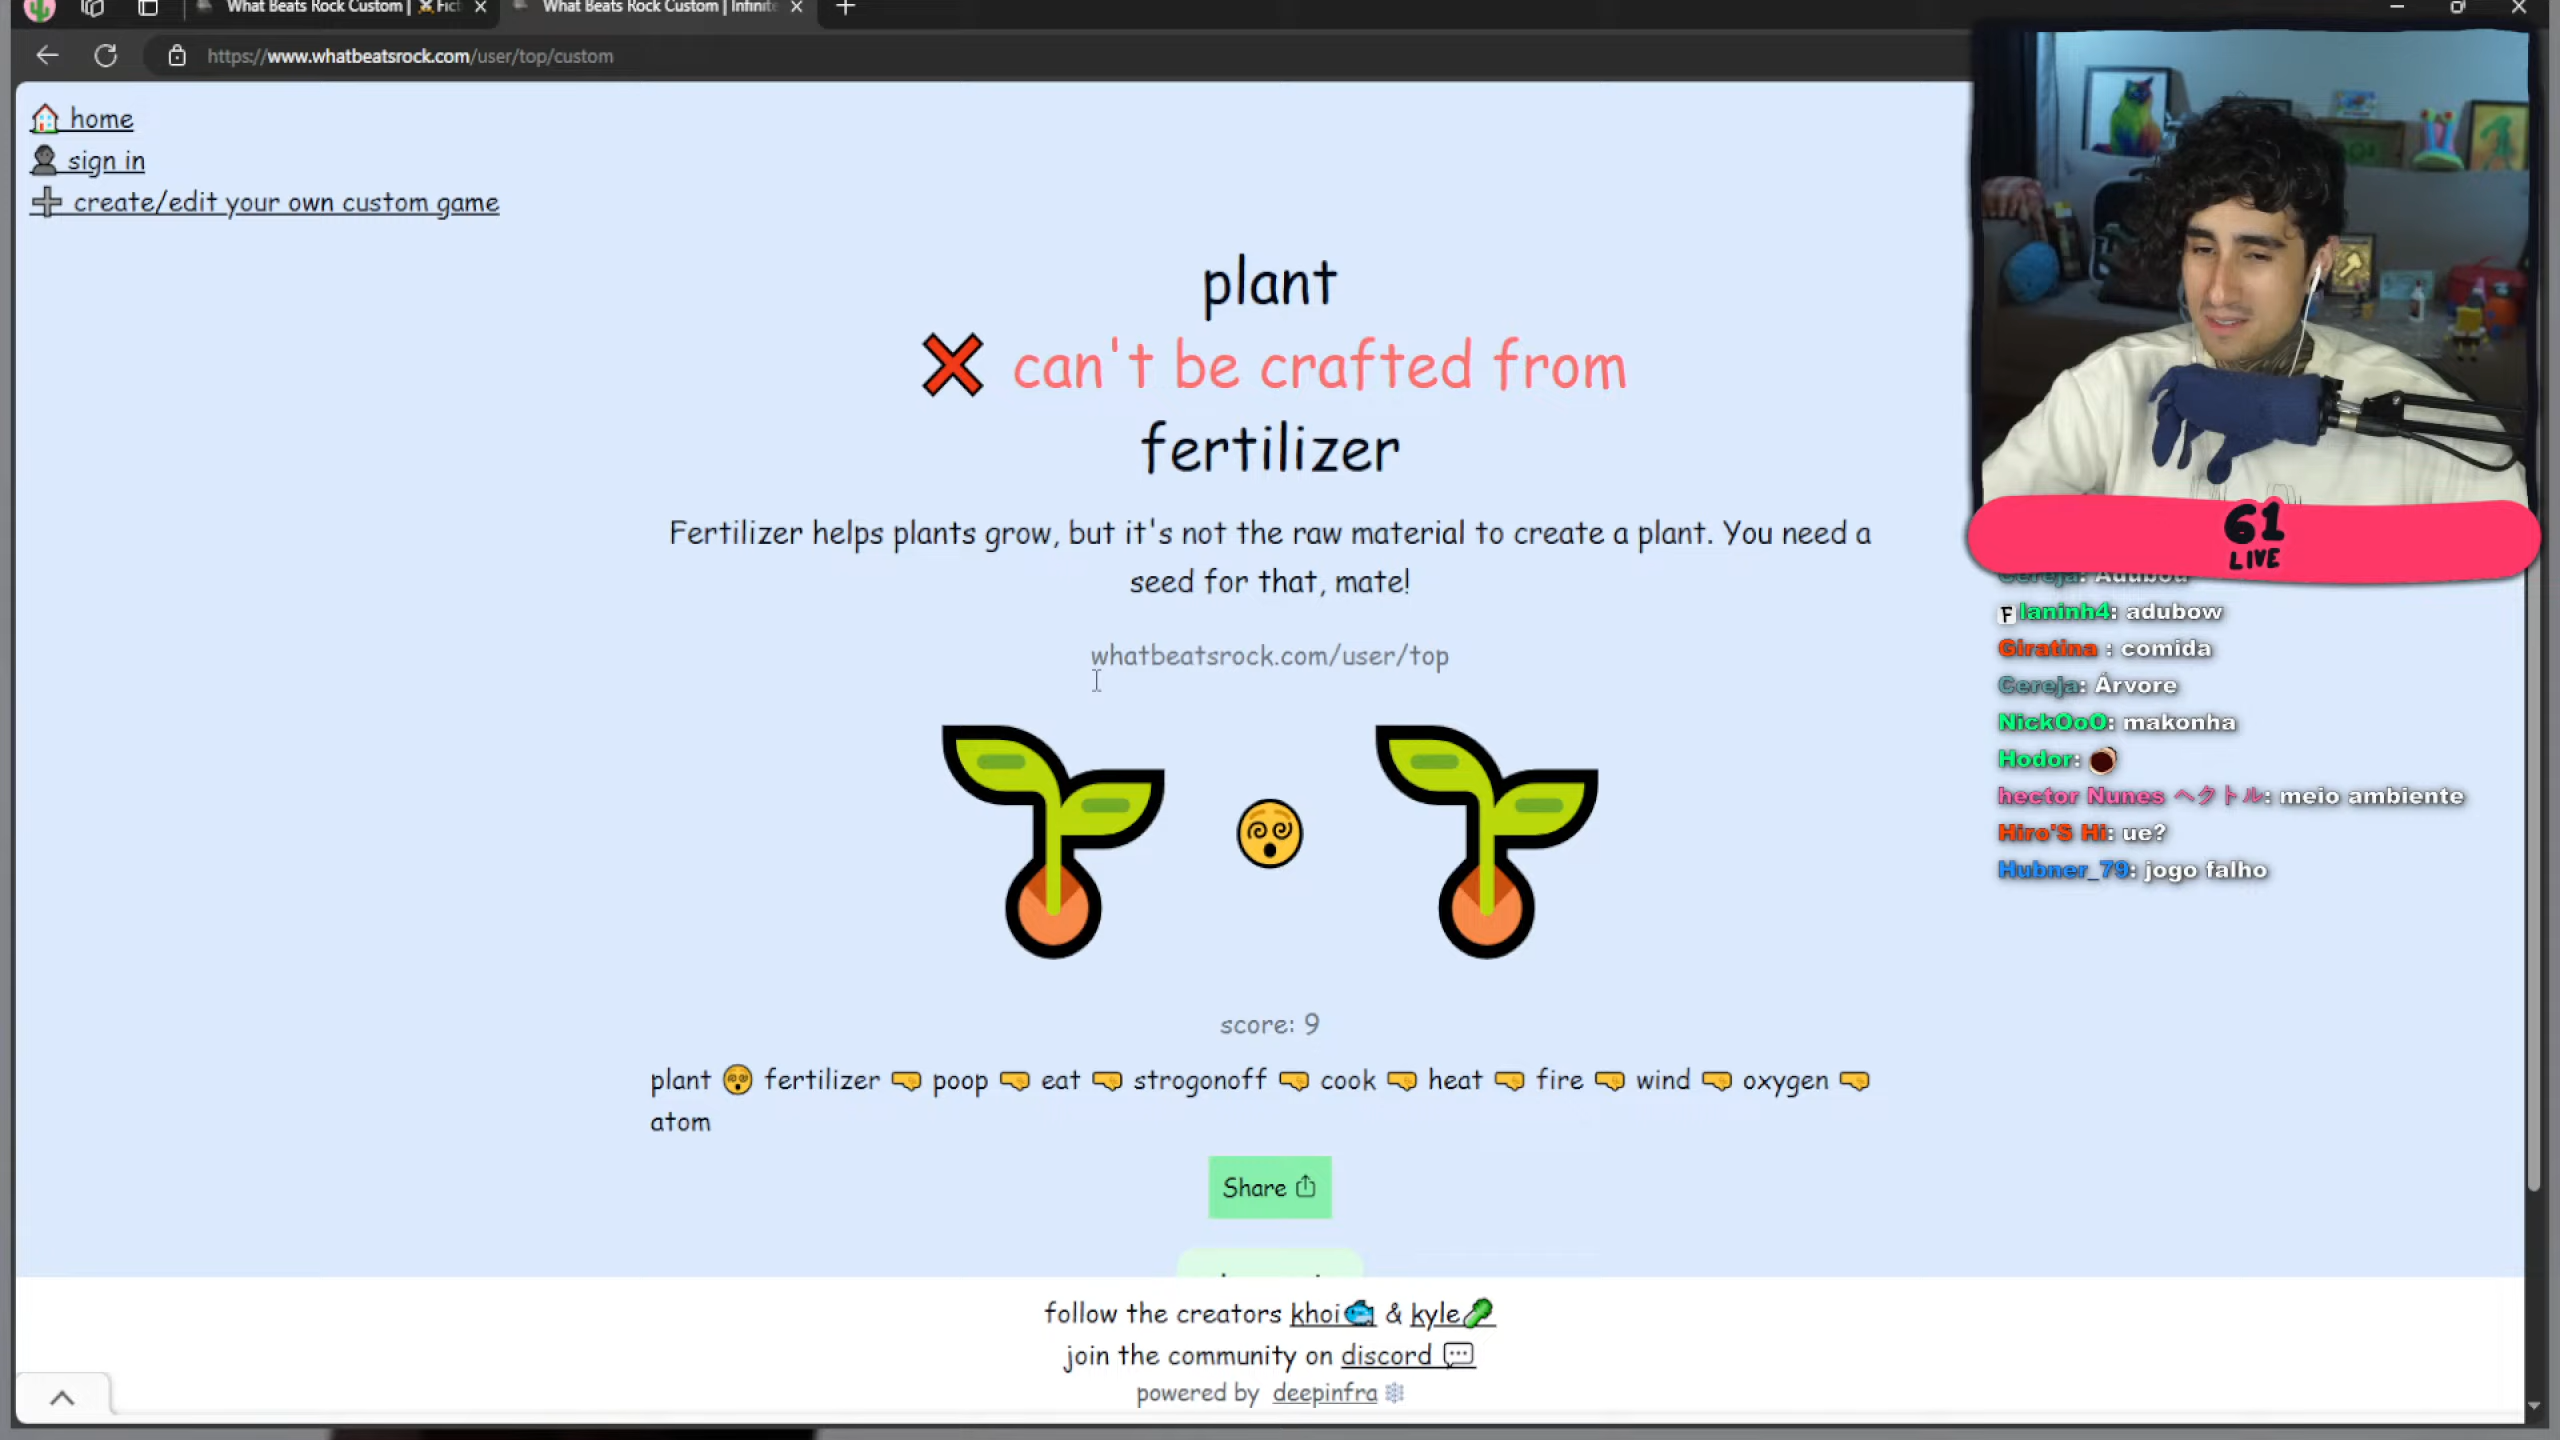 What Beats Rock Custom | ⚔️Fict
What Beats Rock Custom | Infinite
https://www.whatbeatsrock.com/user/top/custom
home
sign in
create/edit your own custom game
plant
❌ can't be crafted from
fertilizer
Fertilizer helps plants grow, but it's not the raw material to create a plant. You need a
seed for that, mate!
whatbeatsrock.com/user/top
score: 9
plant 😵‍💫 fertilizer 🤜 poop 🤜 eat 🤜 strogonoff 🤜 cook 🤜 heat 🤜 fire 🤜 wind 🤜 oxygen 🤜
atom
Share
follow the creators khoi🐟 & kyle🥒
join the community on discord 💬
powered by deepinfra
61
LIVE
Cereja: Adubou
F laninh4: adubow
Giratina : comida
Cereja: Árvore
NickOoO: makonha
Hodor:
hector Nunes ヘクトル: meio ambiente
Hiro'S Hi: ue?
Hubner_79: jogo falho